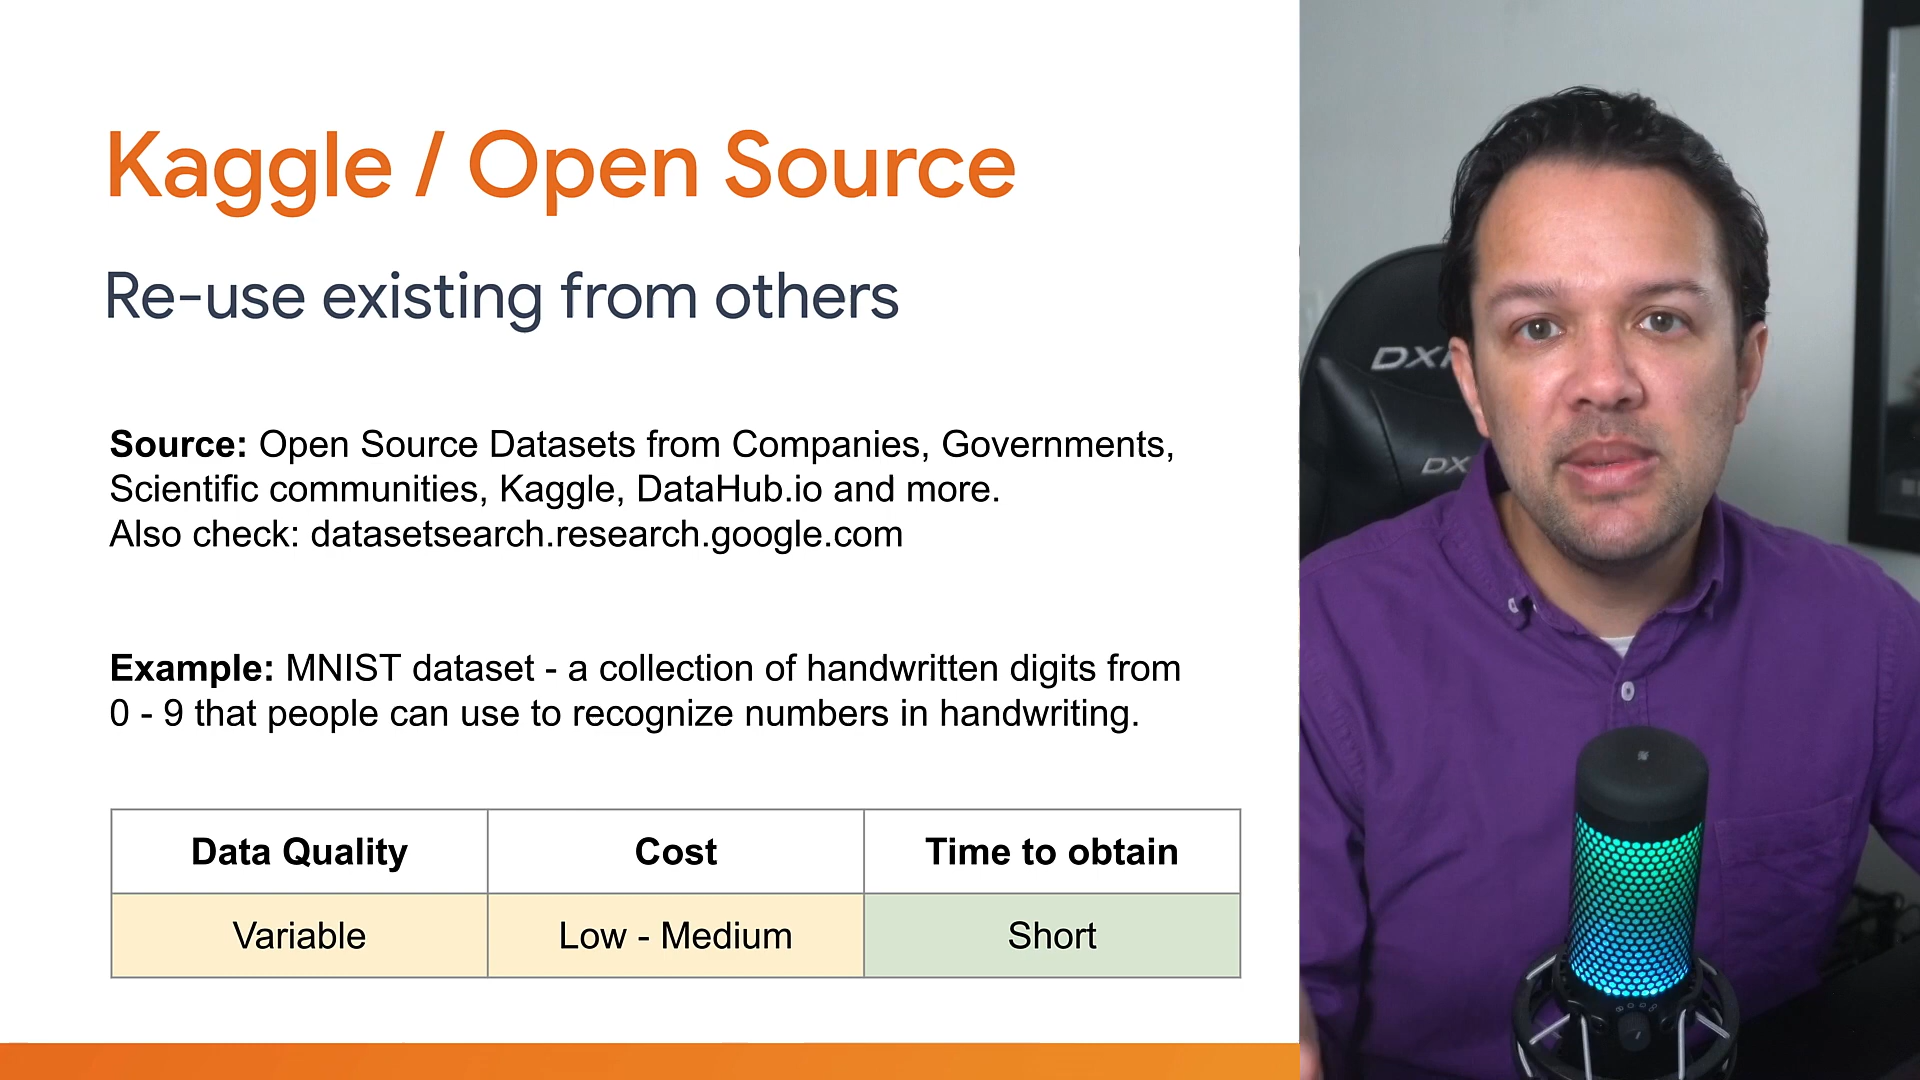 Kaggle / Open Source
Re-use existing from others
Source: Open Source Datasets from Companies, Governments,
Scientific communities, Kaggle, DataHub.io and more.
Also check: datasetsearch.research.google.com
Example: MNIST dataset - a collection of handwritten digits from
0 - 9 that people can use to recognize numbers in handwriting.
Data Quality Cost Time to obtain
Variable Low - Medium Short